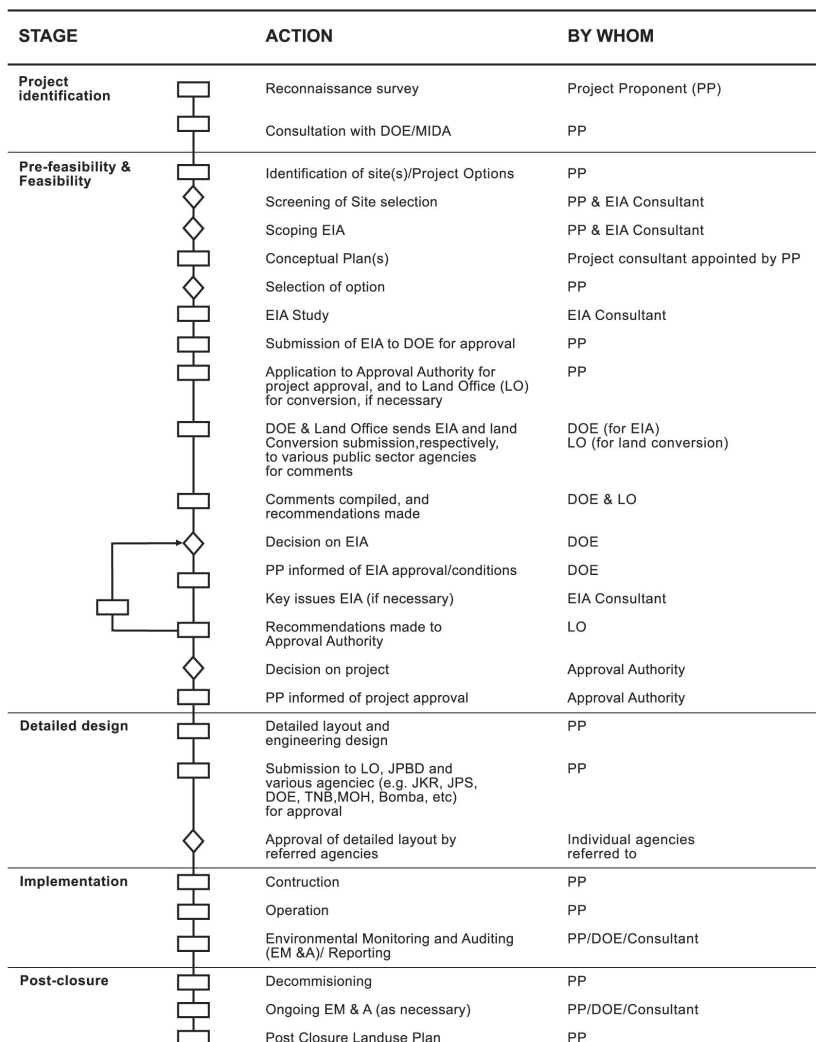 STAGE ACTION BY WHOM
Project
identification
Reconnaissance survey Project Proponent (PP)
Consultation with DOE/MIDA PP
Pre-feasibility &
Feasibility
Identification of site(s)/Project Options PP
Screening of Site selection PP & EIA Consultant
Scoping EIA PP & EIA Consultant
Conceptual Plan(s) Project consultant appointed by PP
Selection of option PP
EIA Study EIA Consultant
Submission of EIA to DOE for approval PP
Application to Approval Authority for PP
project approval, and to Land Office (LO)
for conversion, if necessary
DOE & Land Office sends EIA and land DOE (for EIA)
Conversion submission,respectively, LO (for land conversion)
to various public sector agencies
for comments
Comments compiled, and DOE & LO
recommendations made
Decision on EIA DOE
PP informed of EIA approval/conditions DOE
Key issues EIA (if necessary) EIA Consultant
Recommendations made to LO
Approval Authority
Decision on project Approval Authority
PP informed of project approval Approval Authority
Detailed design Detailed layout and PP
engineering design
Submission to LO, JPBD and PP
various agenciec (e.g. JKR, JPS,
DOE, TNB,MOH, Bomba, etc)
for approval
Approval of detailed layout by Individual agencies
referred agencies referred to
Implementation Contruction PP
Operation PP
Environmental Monitoring and Auditing PP/DOE/Consultant
(EM &A)/ Reporting
Post-closure Decommisioning PP
Ongoing EM & A (as necessary) PP/DOE/Consultant
Post Closure Landuse Plan PP